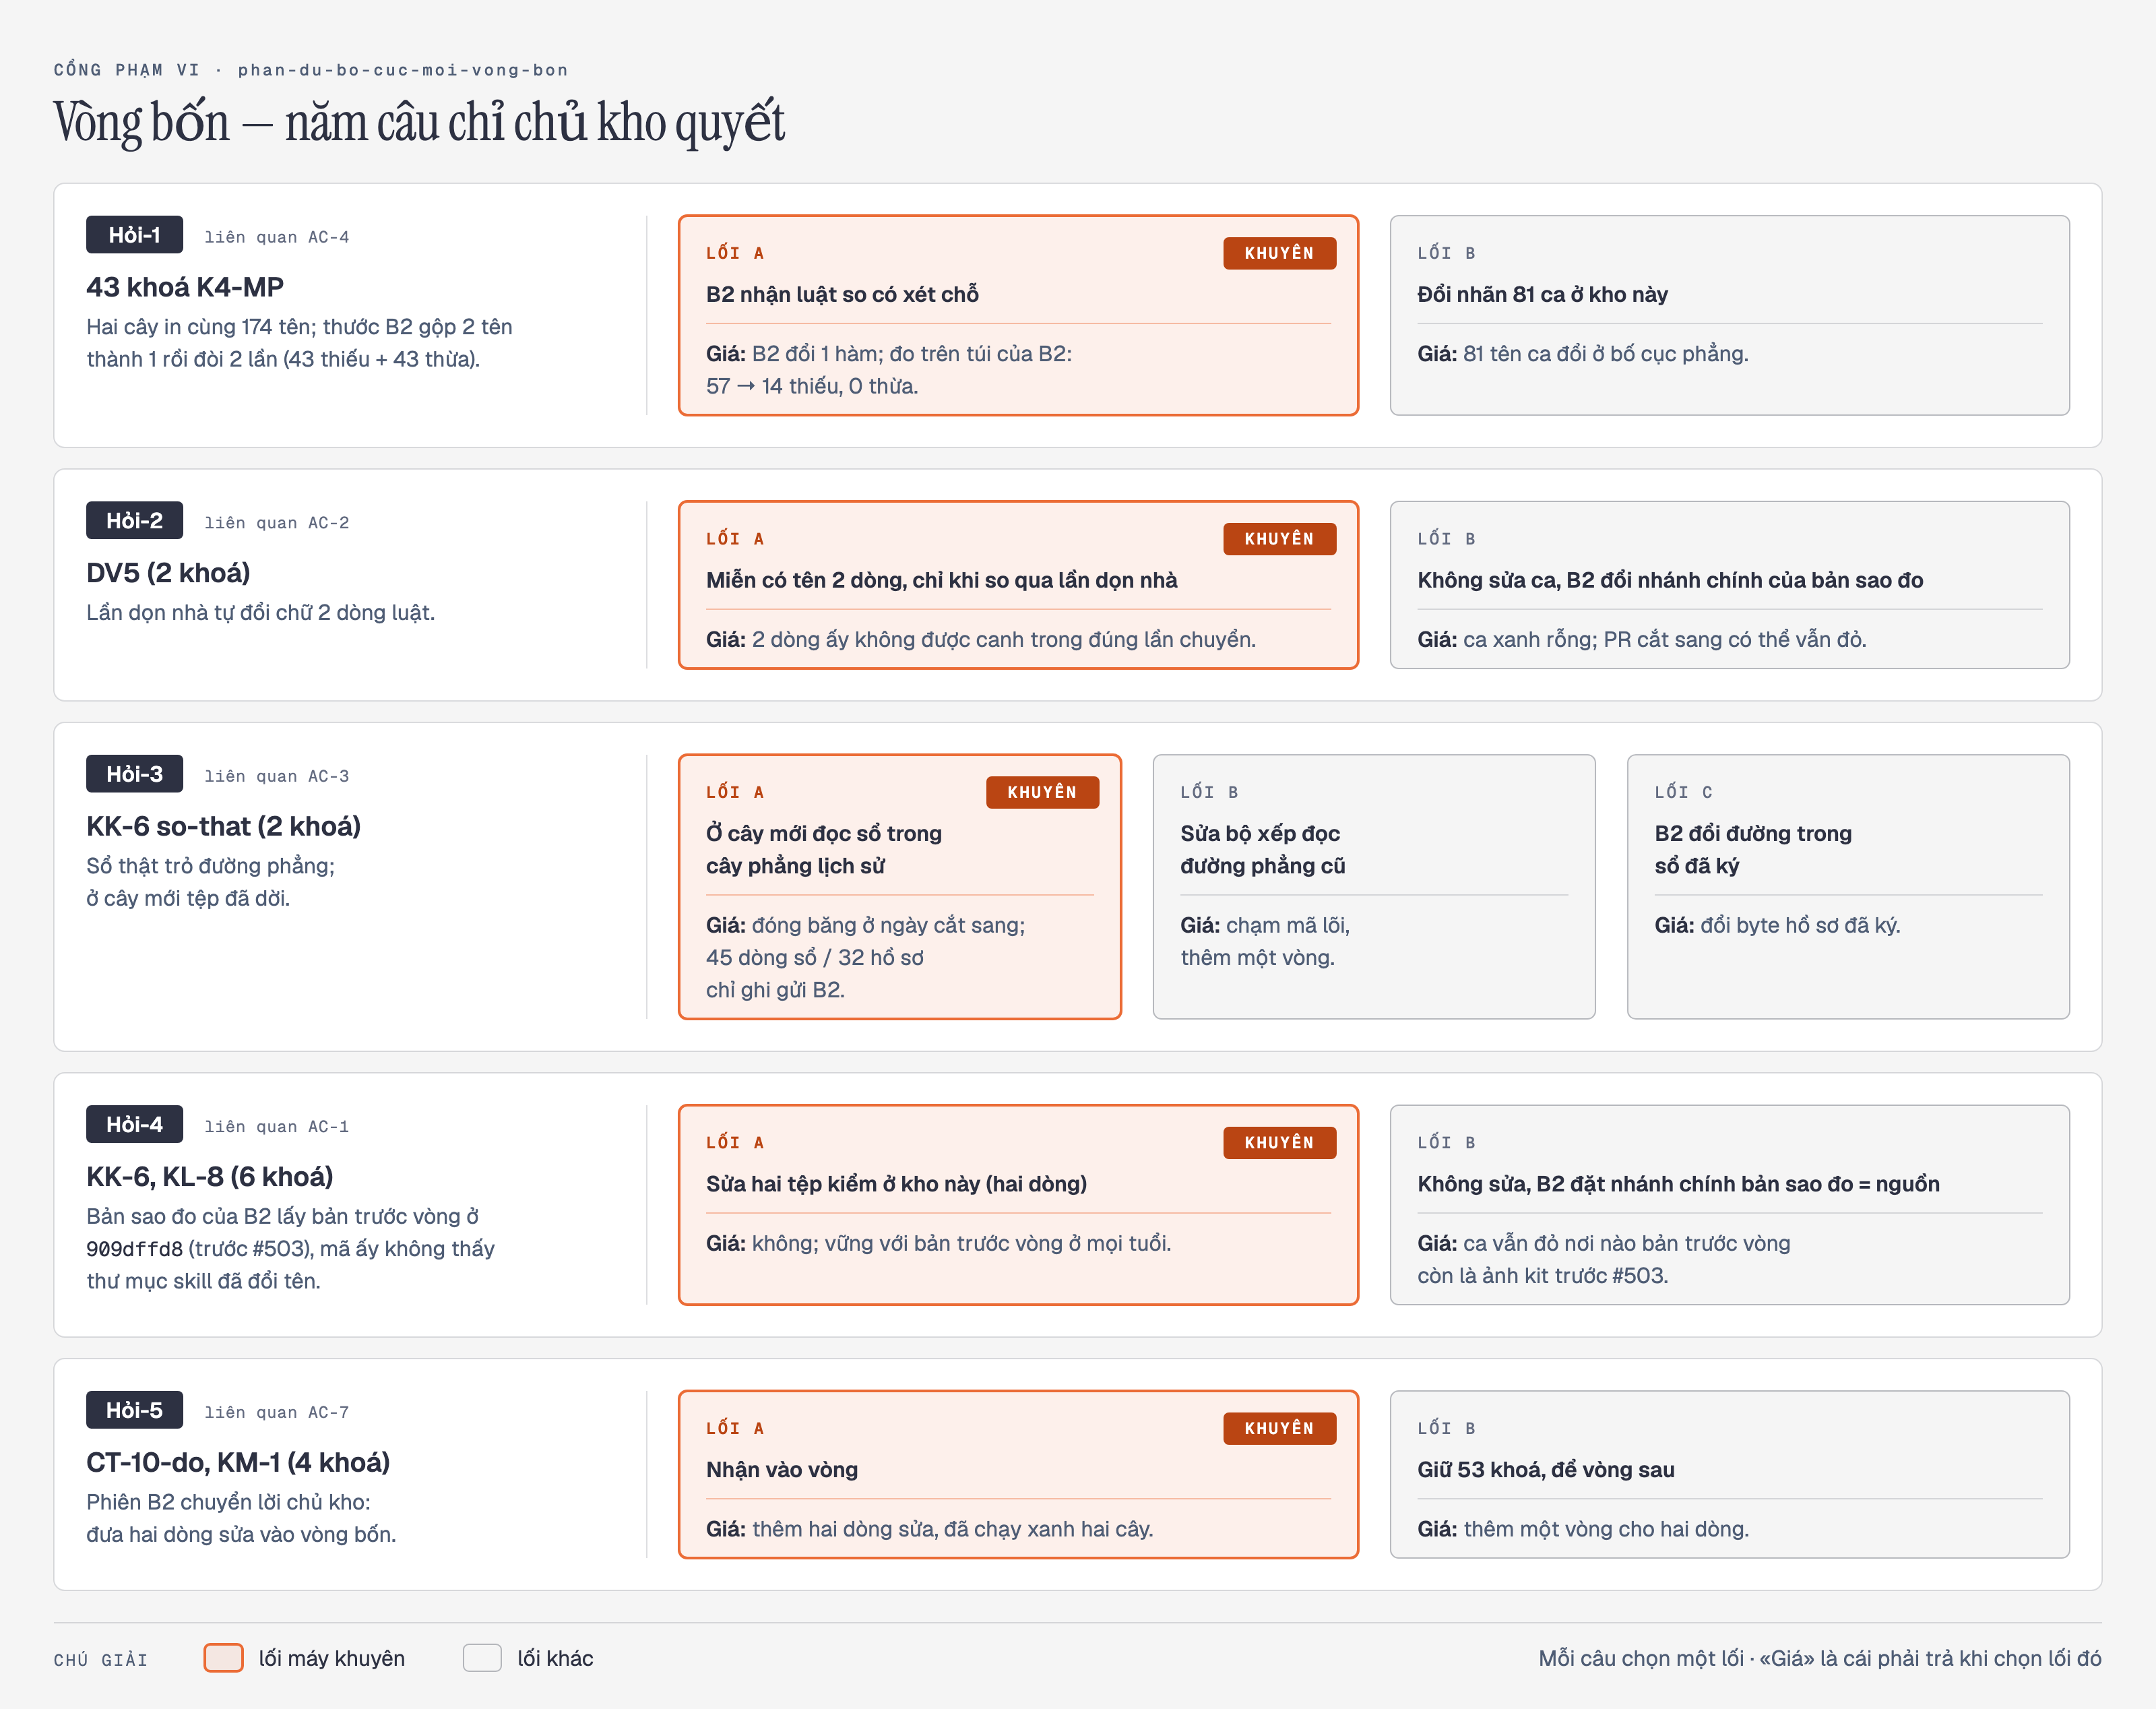 CỔNG PHẠM VI · phan-du-bo-cuc-moi-vong-bon
Vòng bốn — năm câu chỉ chủ kho quyết
Hỏi-1 liên quan AC-4
43 khoá K4-MP
Hai cây in cùng 174 tên; thước B2 gộp 2 tên
thành 1 rồi đòi 2 lần (43 thiếu + 43 thừa).
LỐI A KHUYÊN
B2 nhận luật so có xét chỗ
Giá: B2 đổi 1 hàm; đo trên túi của B2:
57 → 14 thiếu, 0 thừa.
LỐI B
Đổi nhãn 81 ca ở kho này
Giá: 81 tên ca đổi ở bố cục phẳng.
Hỏi-2 liên quan AC-2
DV5 (2 khoá)
Lần dọn nhà tự đổi chữ 2 dòng luật.
LỐI A KHUYÊN
Miễn có tên 2 dòng, chỉ khi so qua lần dọn nhà
Giá: 2 dòng ấy không được canh trong đúng lần chuyển.
LỐI B
Không sửa ca, B2 đổi nhánh chính của bản sao đo
Giá: ca xanh rỗng; PR cắt sang có thể vẫn đỏ.
Hỏi-3 liên quan AC-3
KK-6 so-that (2 khoá)
Sổ thật trỏ đường phẳng;
ở cây mới tệp đã dời.
LỐI A KHUYÊN
Ở cây mới đọc sổ trong
cây phẳng lịch sử
Giá: đóng băng ở ngày cắt sang;
45 dòng sổ / 32 hồ sơ
chỉ ghi gửi B2.
LỐI B
Sửa bộ xếp đọc
đường phẳng cũ
Giá: chạm mã lõi,
thêm một vòng.
LỐI C
B2 đổi đường trong
sổ đã ký
Giá: đổi byte hồ sơ đã ký.
Hỏi-4 liên quan AC-1
KK-6, KL-8 (6 khoá)
Bản sao đo của B2 lấy bản trước vòng ở
909dffd8 (trước #503), mã ấy không thấy
thư mục skill đã đổi tên.
LỐI A KHUYÊN
Sửa hai tệp kiểm ở kho này (hai dòng)
Giá: không; vững với bản trước vòng ở mọi tuổi.
LỐI B
Không sửa, B2 đặt nhánh chính bản sao đo = nguồn
Giá: ca vẫn đỏ nơi nào bản trước vòng
còn là ảnh kit trước #503.
Hỏi-5 liên quan AC-7
CT-10-do, KM-1 (4 khoá)
Phiên B2 chuyển lời chủ kho:
đưa hai dòng sửa vào vòng bốn.
LỐI A KHUYÊN
Nhận vào vòng
Giá: thêm hai dòng sửa, đã chạy xanh hai cây.
LỐI B
Giữ 53 khoá, để vòng sau
Giá: thêm một vòng cho hai dòng.
CHÚ GIẢI lối máy khuyên lối khác Mỗi câu chọn một lối · «Giá» là cái phải trả khi chọn lối đó